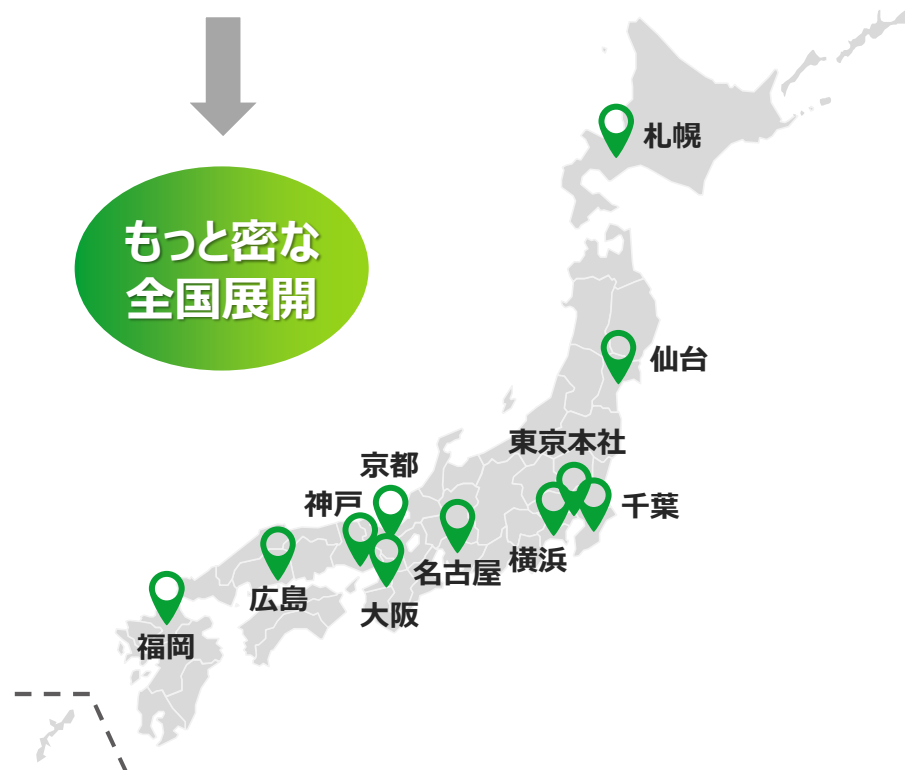 札幌
もっと密な
全国展開
仙台
東京本社
京都
神戸
千葉
横浜
名古屋
広島
大阪
福岡